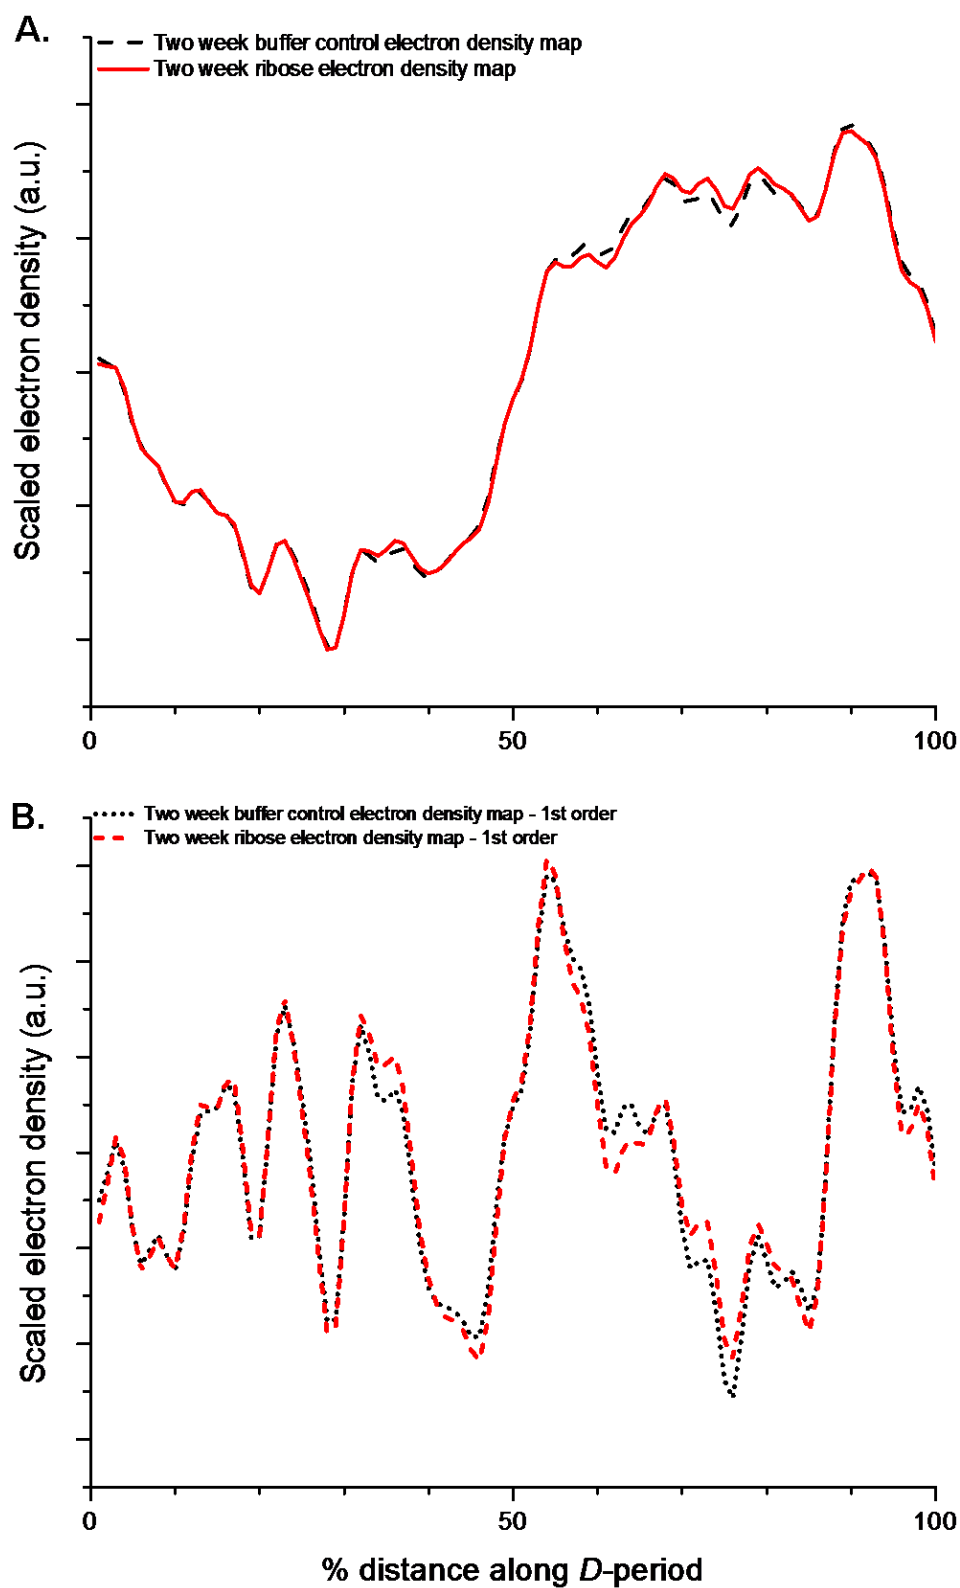 A.
Two week buffer control electron density map
Two week ribose electron density map
Scaled electron density (a.u.)
0 50 100
B.
Two week buffer control electron density map - 1st order
Two week ribose electron density map - 1st order
Scaled electron density (a.u.)
0 50 100
% distance along D-period